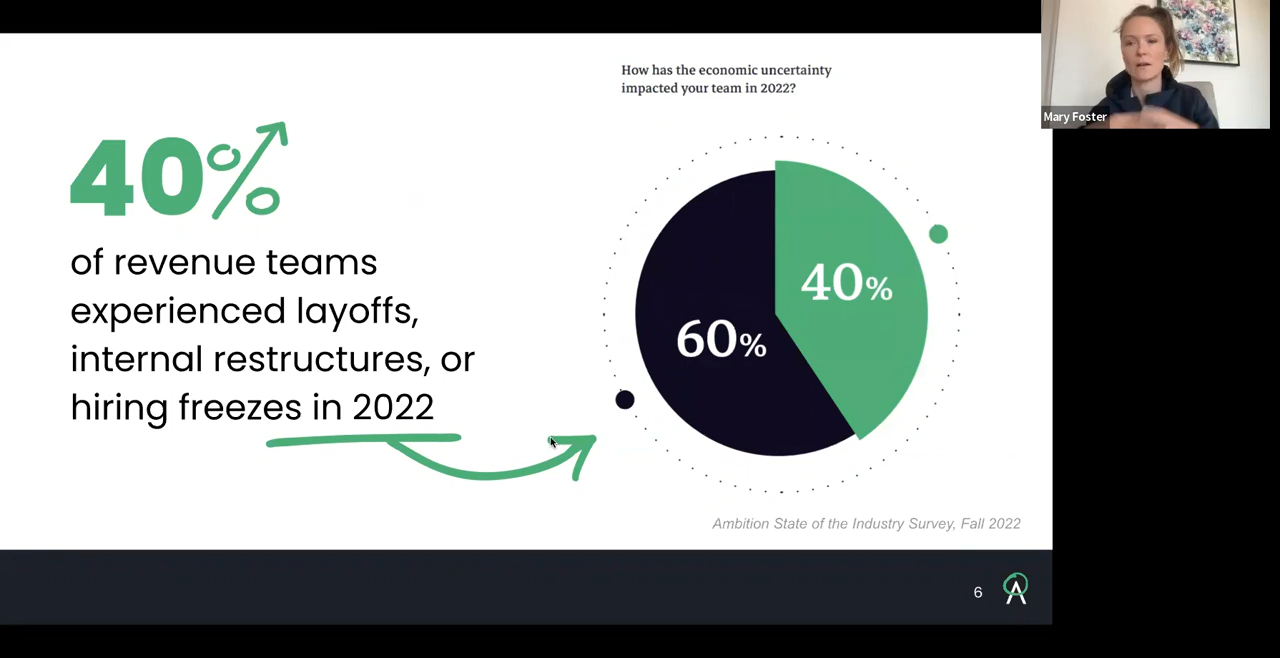 How has the economic uncertainty
impacted your team in 2022?
Mary Foster
40%
of revenue teams
experienced layoffs,
internal restructures, or
hiring freezes in 2022
40%
60%
Ambition State of the Industry Survey, Fall 2022
6